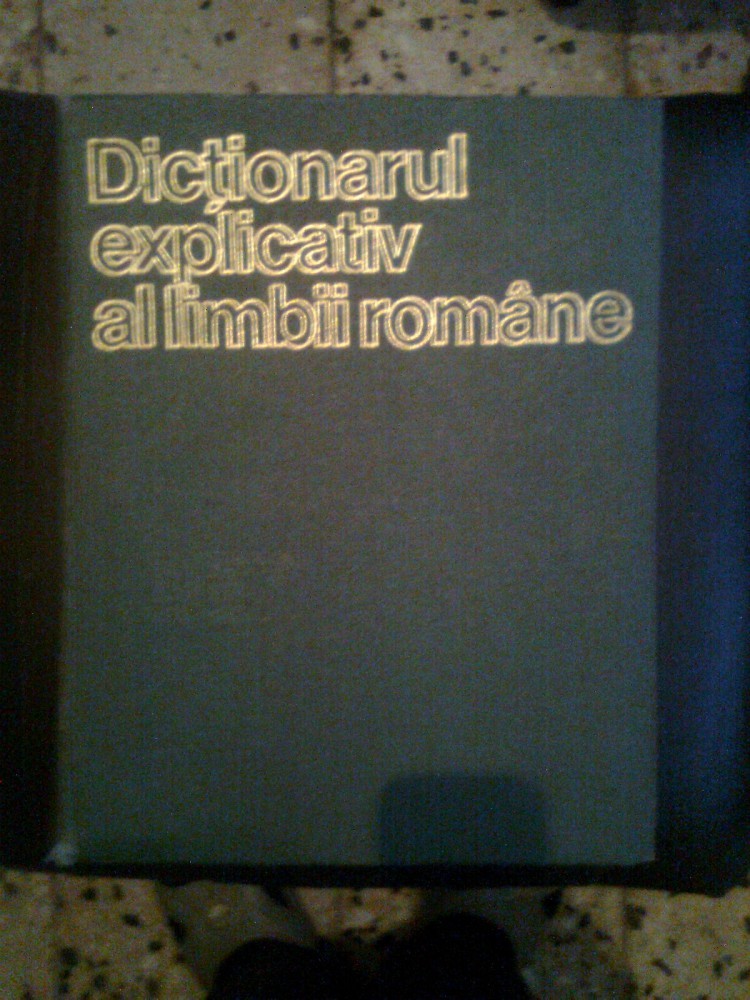 Dicționarul
explicativ
al limbii române